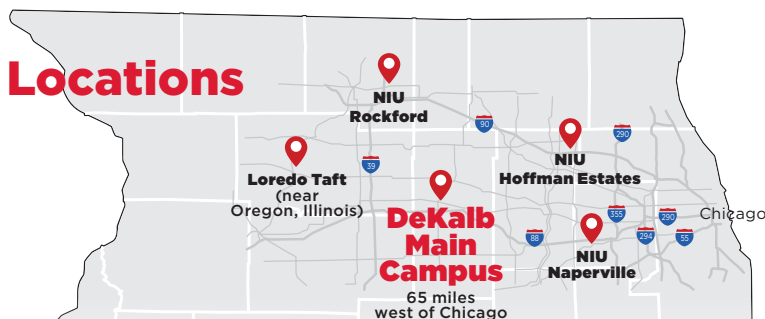 Locations
NIU
Rockford
90
290
NIU
Hoffman Estates
39
Loredo Taft
(near
Oregon, Illinois)
DeKalb
Main
Campus
65 miles
west of Chicago
88
355
290
Chicago
294
55
NIU
Naperville